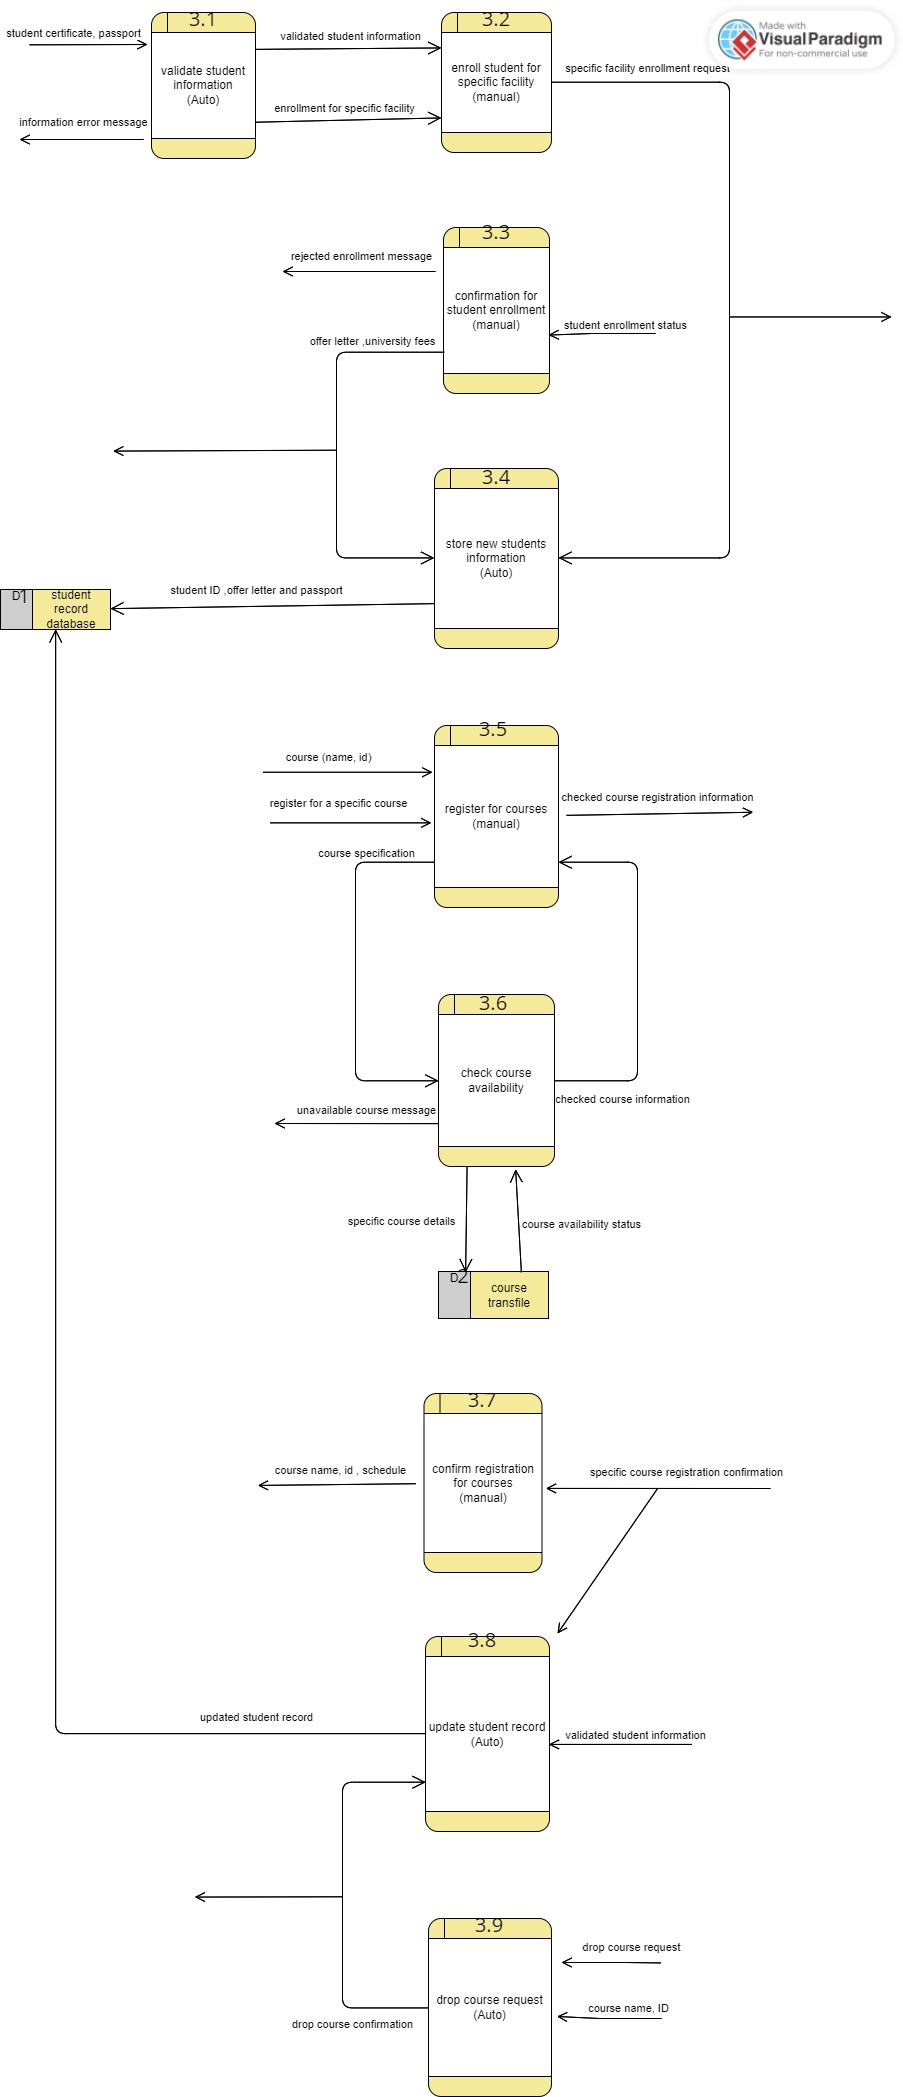 3.1
3.2
Made with
Visual Paradigm
For non-commercial use
student certificate, passport
validated student information
validate student
information
(Auto)
enroll student for
specific facility
(manual)
specific facility enrollment request
enrollment for specific facility
information error message
3.3
rejected enrollment message
confirmation for
student enrollment
(manual)
student enrollment status
offer letter ,university fees
3.4
store new students
information
(Auto)
student ID ,offer letter and passport
D1
student
record
database
3.5
course (name, id)
register for a specific course
register for courses
(manual)
checked course registration information
course specification
3.6
check course
availability
checked course information
unavailable course message
specific course details
course availability status
D2
course
transfile
3.7
course name, id , schedule
confirm registration
for courses
(manual)
specific course registration confirmation
3.8
updated student record
update student record
(Auto)
validated student information
3.9
drop course request
drop course request
(Auto)
course name, ID
drop course confirmation